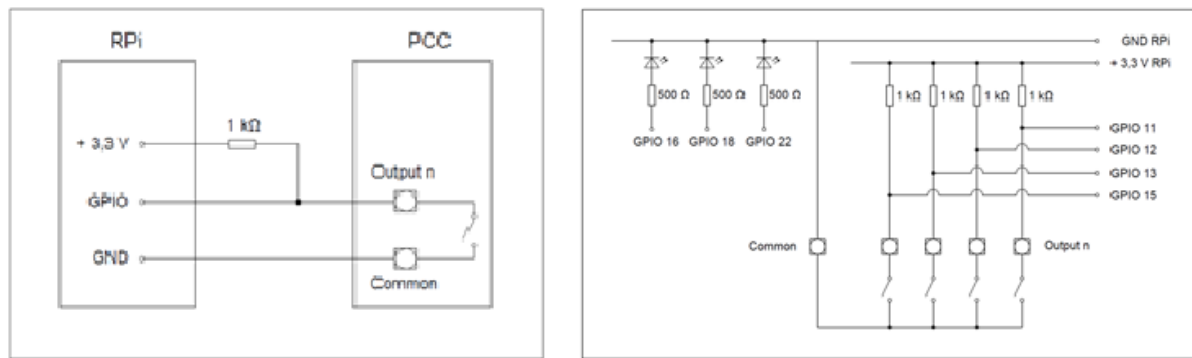 RPi PCC
1 kΩ
+ 3,3 V
Output n
GPIO
GND
Common
GND RPi
+ 3,3 V RPi
500 Ω 500 Ω 500 Ω
1 kΩ 1 kΩ 1 kΩ 1 kΩ
GPIO 16 GPIO 18 GPIO 22
GPIO 11
GPIO 12
GPIO 13
GPIO 15
Common Output n